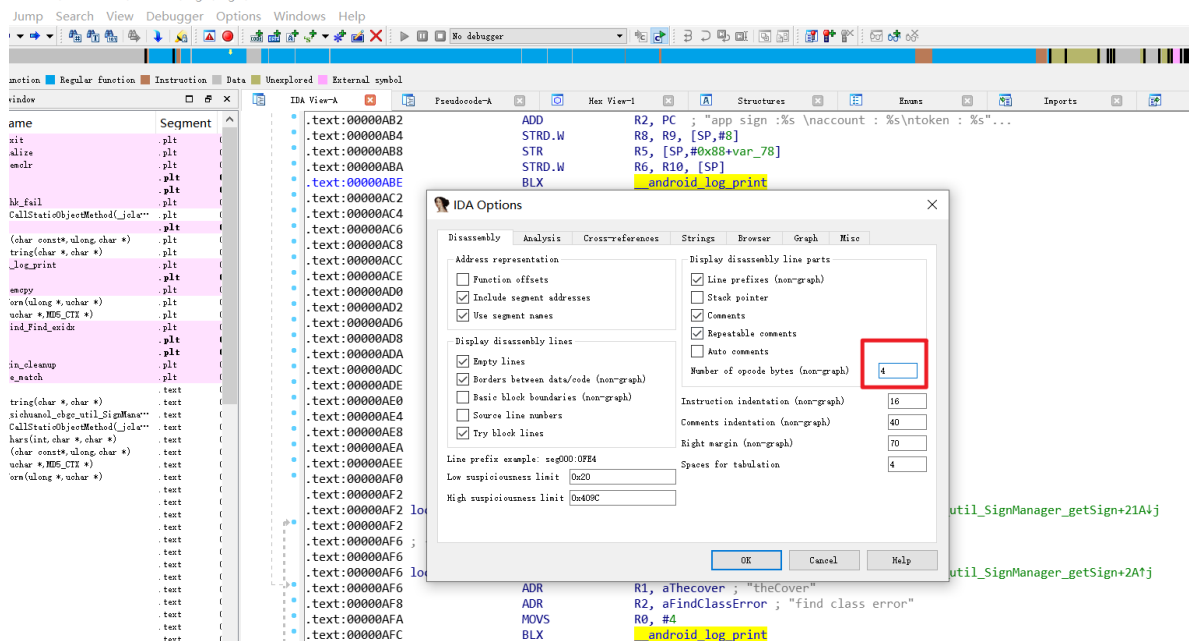 Jump Search View Debugger Options Windows Help
No debugger
Regular function Instruction Data Unexplored External symbol
IDA View-A Pseudocode-A Hex View-1 Structures Enums Imports
Segment
.plt
.plt
.plt
.plt
.plt
.plt
CallStaticObjectMethod(_jcla··· .plt
.plt
(char const*,ulong,char *) .plt
tring(char *,char *) .plt
_log_print .plt
.plt
.plt
orm(ulong *,uchar *) .plt
uchar *,MD5_CTX *) .plt
ind_Find_exidx .plt
.plt
.plt
in_cleanup .plt
e_match .plt
.text
tring(char *,char *) .text
sichuanol_cbgc_util_SignMana··· .text
CallStaticObjectMethod(_jcla··· .text
hars(int,char *,char *) .text
(char const*,ulong,char *) .text
uchar *,MD5_CTX *) .text
orm(ulong *,uchar *) .text
.text
.text
.text
.text
.text
.text
.text
.text
.text
.text
.text
.text
.text
.text:00000AB2 ADD R2, PC ; "app sign :%s \naccount : %s\ntoken : %s"...
.text:00000AB4 STRD.W R8, R9, [SP,#8]
.text:00000AB8 STR R5, [SP,#0x88+var_78]
.text:00000ABA STRD.W R6, R10, [SP]
.text:00000ABE BLX __android_log_print
.text:00000AC2
.text:00000AC4
.text:00000AC6
.text:00000AC8
.text:00000ACC
.text:00000ACE
.text:00000AD0
.text:00000AD2
.text:00000AD6
.text:00000AD8
.text:00000ADA
.text:00000ADC
.text:00000ADE
.text:00000AE0
.text:00000AE4
.text:00000AE8
.text:00000AEA
.text:00000AEE
.text:00000AF0
.text:00000AF2
.text:00000AF2 util_SignManager_getSign+21A↓j
.text:00000AF2
.text:00000AF6 ;
.text:00000AF6
.text:00000AF6 util_SignManager_getSign+2A↑j
.text:00000AF6 ADR R1, aThecover ; "theCover"
.text:00000AF8 ADR R2, aFindClassError ; "find class error"
.text:00000AFA MOVS R0, #4
.text:00000AFC BLX __android_log_print
IDA Options
Disassembly Analysis Cross-references Strings Browser Graph Misc
Address representation
Function offsets
Include segment addresses
Use segment names
Display disassembly lines
Empty lines
Borders between data/code (non-graph)
Basic block boundaries (non-graph)
Source line numbers
Try block lines
Line prefix example: seg000:0FE4
Low suspiciousness limit 0x20
High suspiciousness limit 0x409C
Display disassembly line parts
Line prefixes (non-graph)
Stack pointer
Comments
Repeatable comments
Auto comments
Number of opcode bytes (non-graph) 4
Instruction indentation (non-graph) 16
Comments indentation (non-graph) 40
Right margin (non-graph) 70
Spaces for tabulation 4
OK Cancel Help